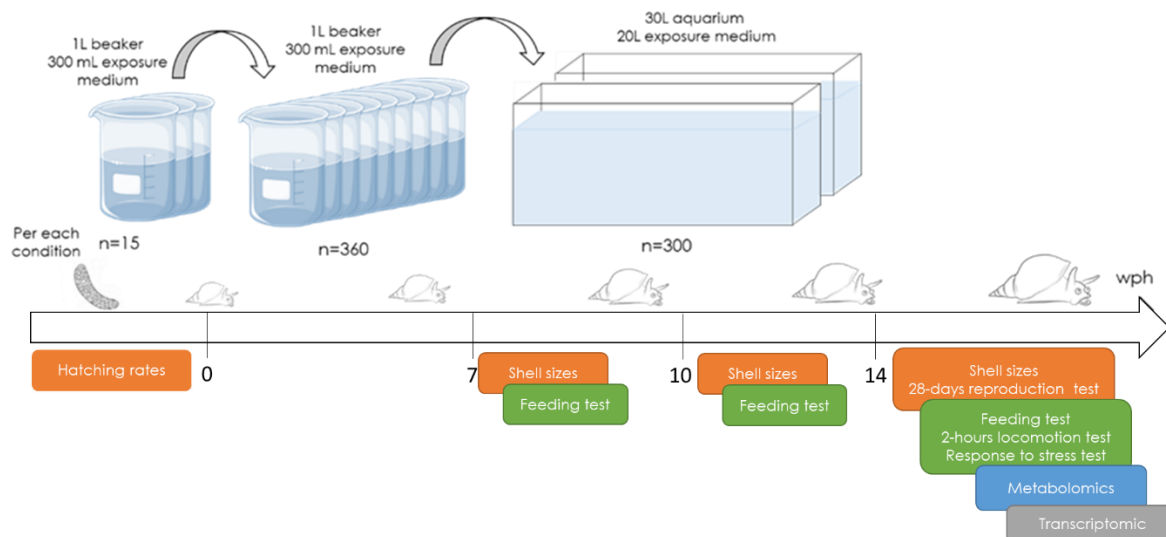 1L beaker
300 mL exposure
medium
1L beaker
300 mL exposure
medium
30L aquarium
20L exposure medium
Per each
condition
n=15
n=360
n=300
wph
Hatching rates
0
7
Shell sizes
Feeding test
10
Shell sizes
Feeding test
14
Shell sizes
28-days reproduction test
Feeding test
2-hours locomotion test
Response to stress test
Metabolomics
Transcriptomic